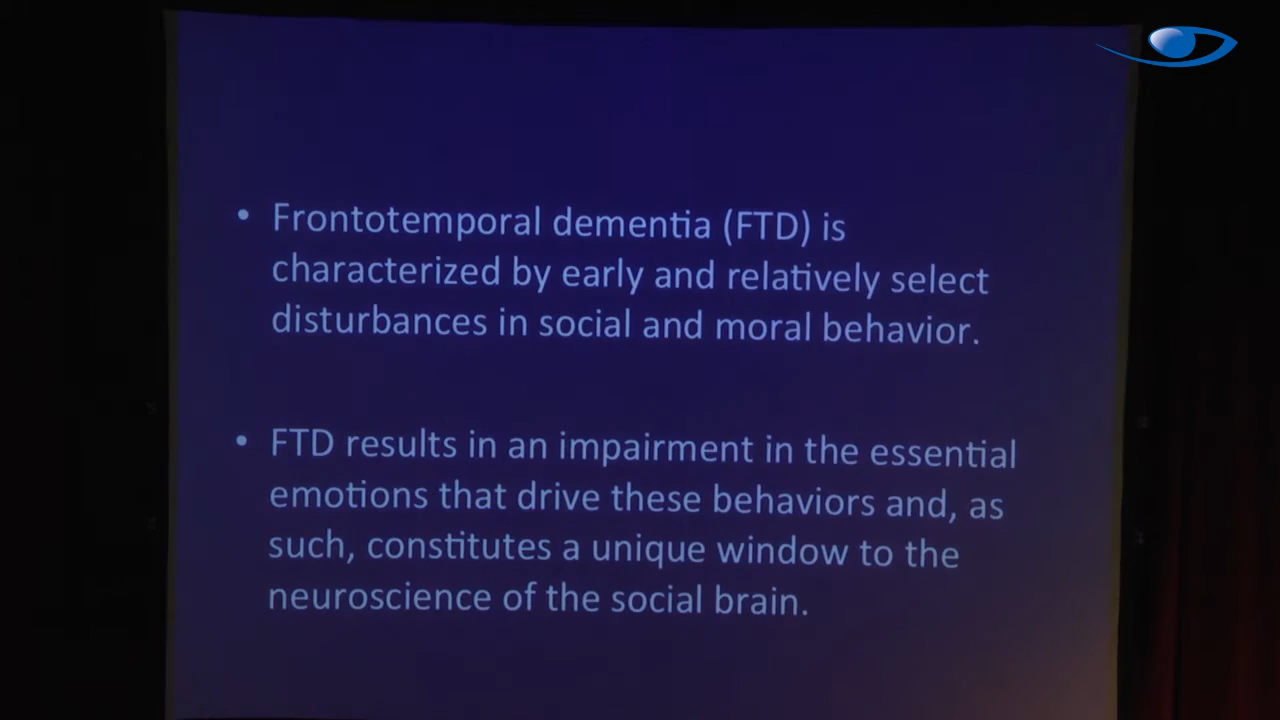 • Frontotemporal dementia (FTD) is
characterized by early and relatively select
disturbances in social and moral behavior.
• FTD results in an impairment in the essential
emotions that drive these behaviors and, as
such, constitutes a unique window to the
neuroscience of the social brain.